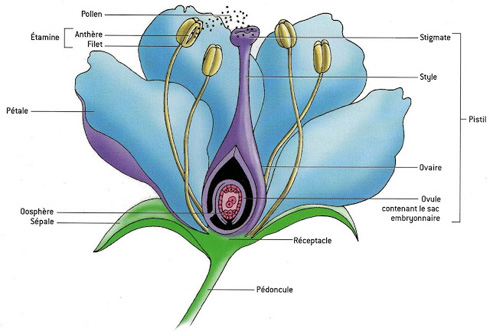 Pollen
Étamine
Anthère
Filet
Stigmate
Style
Pétale
Pistil
Ovaire
Ovule
contenant le sac
embryonnaire
Oosphère
Sépale
Réceptacle
Pédoncule